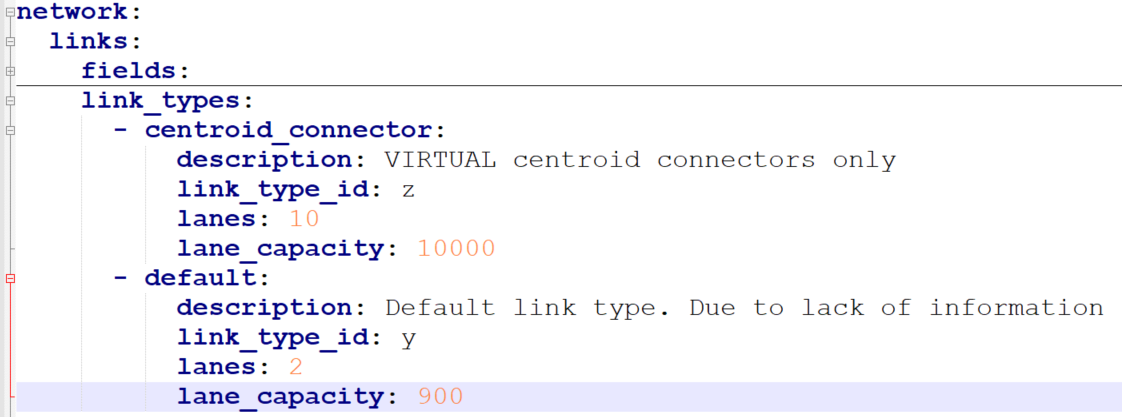 network:
links:
fields:
link_types:
- centroid_connector:
description: VIRTUAL centroid connectors only
link_type_id: z
lanes: 10
lane_capacity: 10000
- default:
description: Default link type. Due to lack of information
link_type_id: y
lanes: 2
lane_capacity: 900